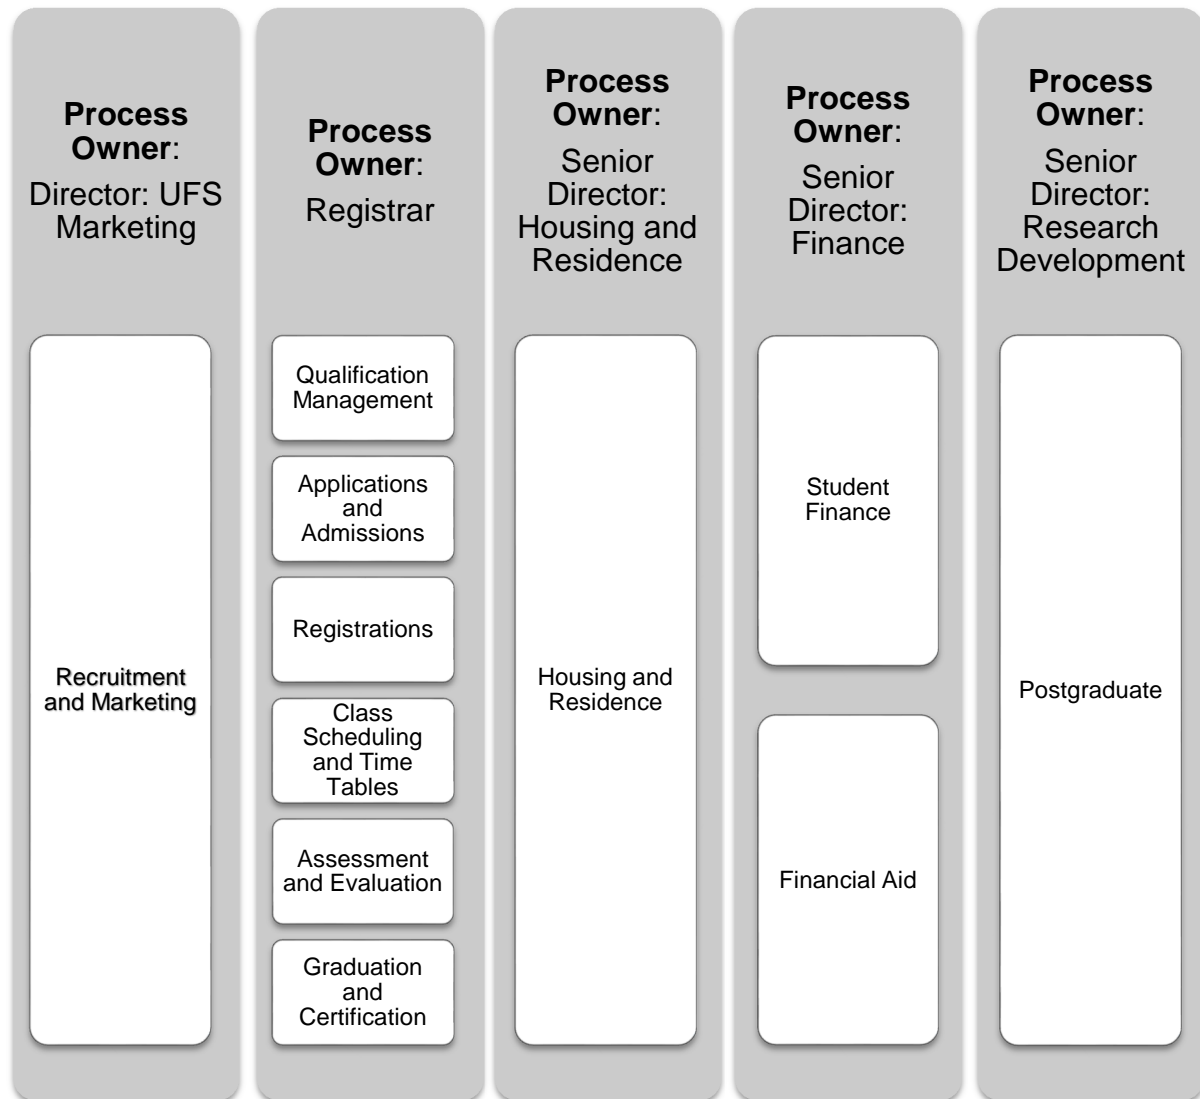 Process
Owner:
Director: UFS
Marketing
Recruitment
and Marketing
Process
Owner:
Registrar
Qualification
Management
Applications
and
Admissions
Registrations
Class
Scheduling
and Time
Tables
Assessment
and Evaluation
Graduation
and
Certification
Process
Owner:
Senior
Director:
Housing and
Residence
Housing and
Residence
Process
Owner:
Senior
Director:
Finance
Student
Finance
Financial Aid
Process
Owner:
Senior
Director:
Research
Development
Postgraduate